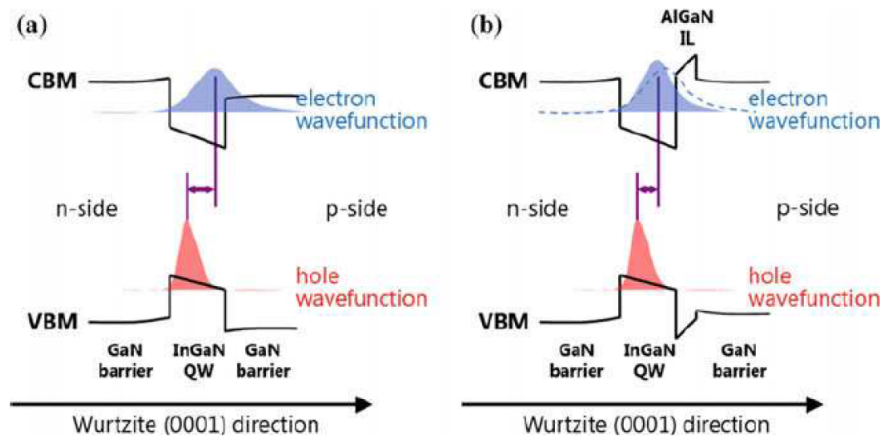 (a)
CBM
electron
wavefunction
n-side
p-side
hole
wavefunction
VBM
GaN
barrier
InGaN
QW
GaN
barrier
Wurtzite (0001) direction
(b)
AlGaN
IL
CBM
electron
wavefunction
n-side
p-side
hole
wavefunction
VBM
GaN
barrier
InGaN
QW
GaN
barrier
Wurtzite (0001) direction